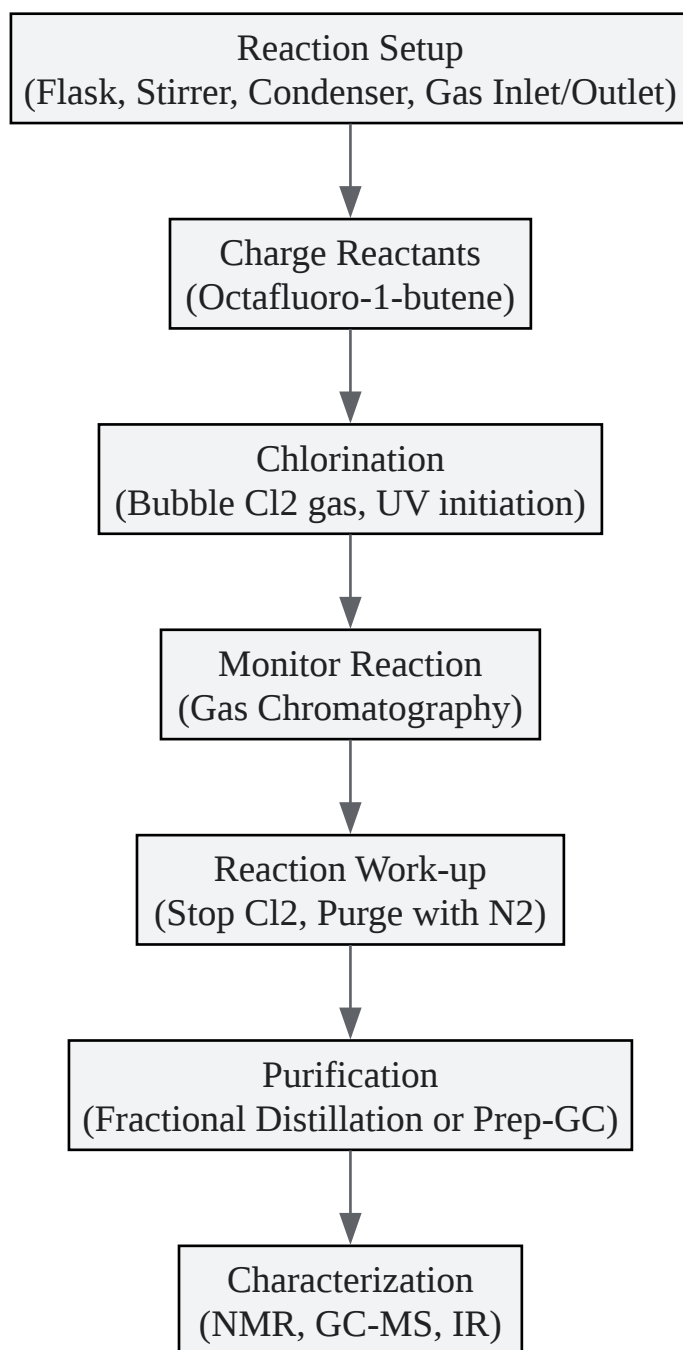 Reaction Setup
(Flask, Stirrer, Condenser, Gas Inlet/Outlet)
Charge Reactants
(Octafluoro-1-butene)
Chlorination
(Bubble Cl2 gas, UV initiation)
Monitor Reaction
(Gas Chromatography)
Reaction Work-up
(Stop Cl2, Purge with N2)
Purification
(Fractional Distillation or Prep-GC)
Characterization
(NMR, GC-MS, IR)